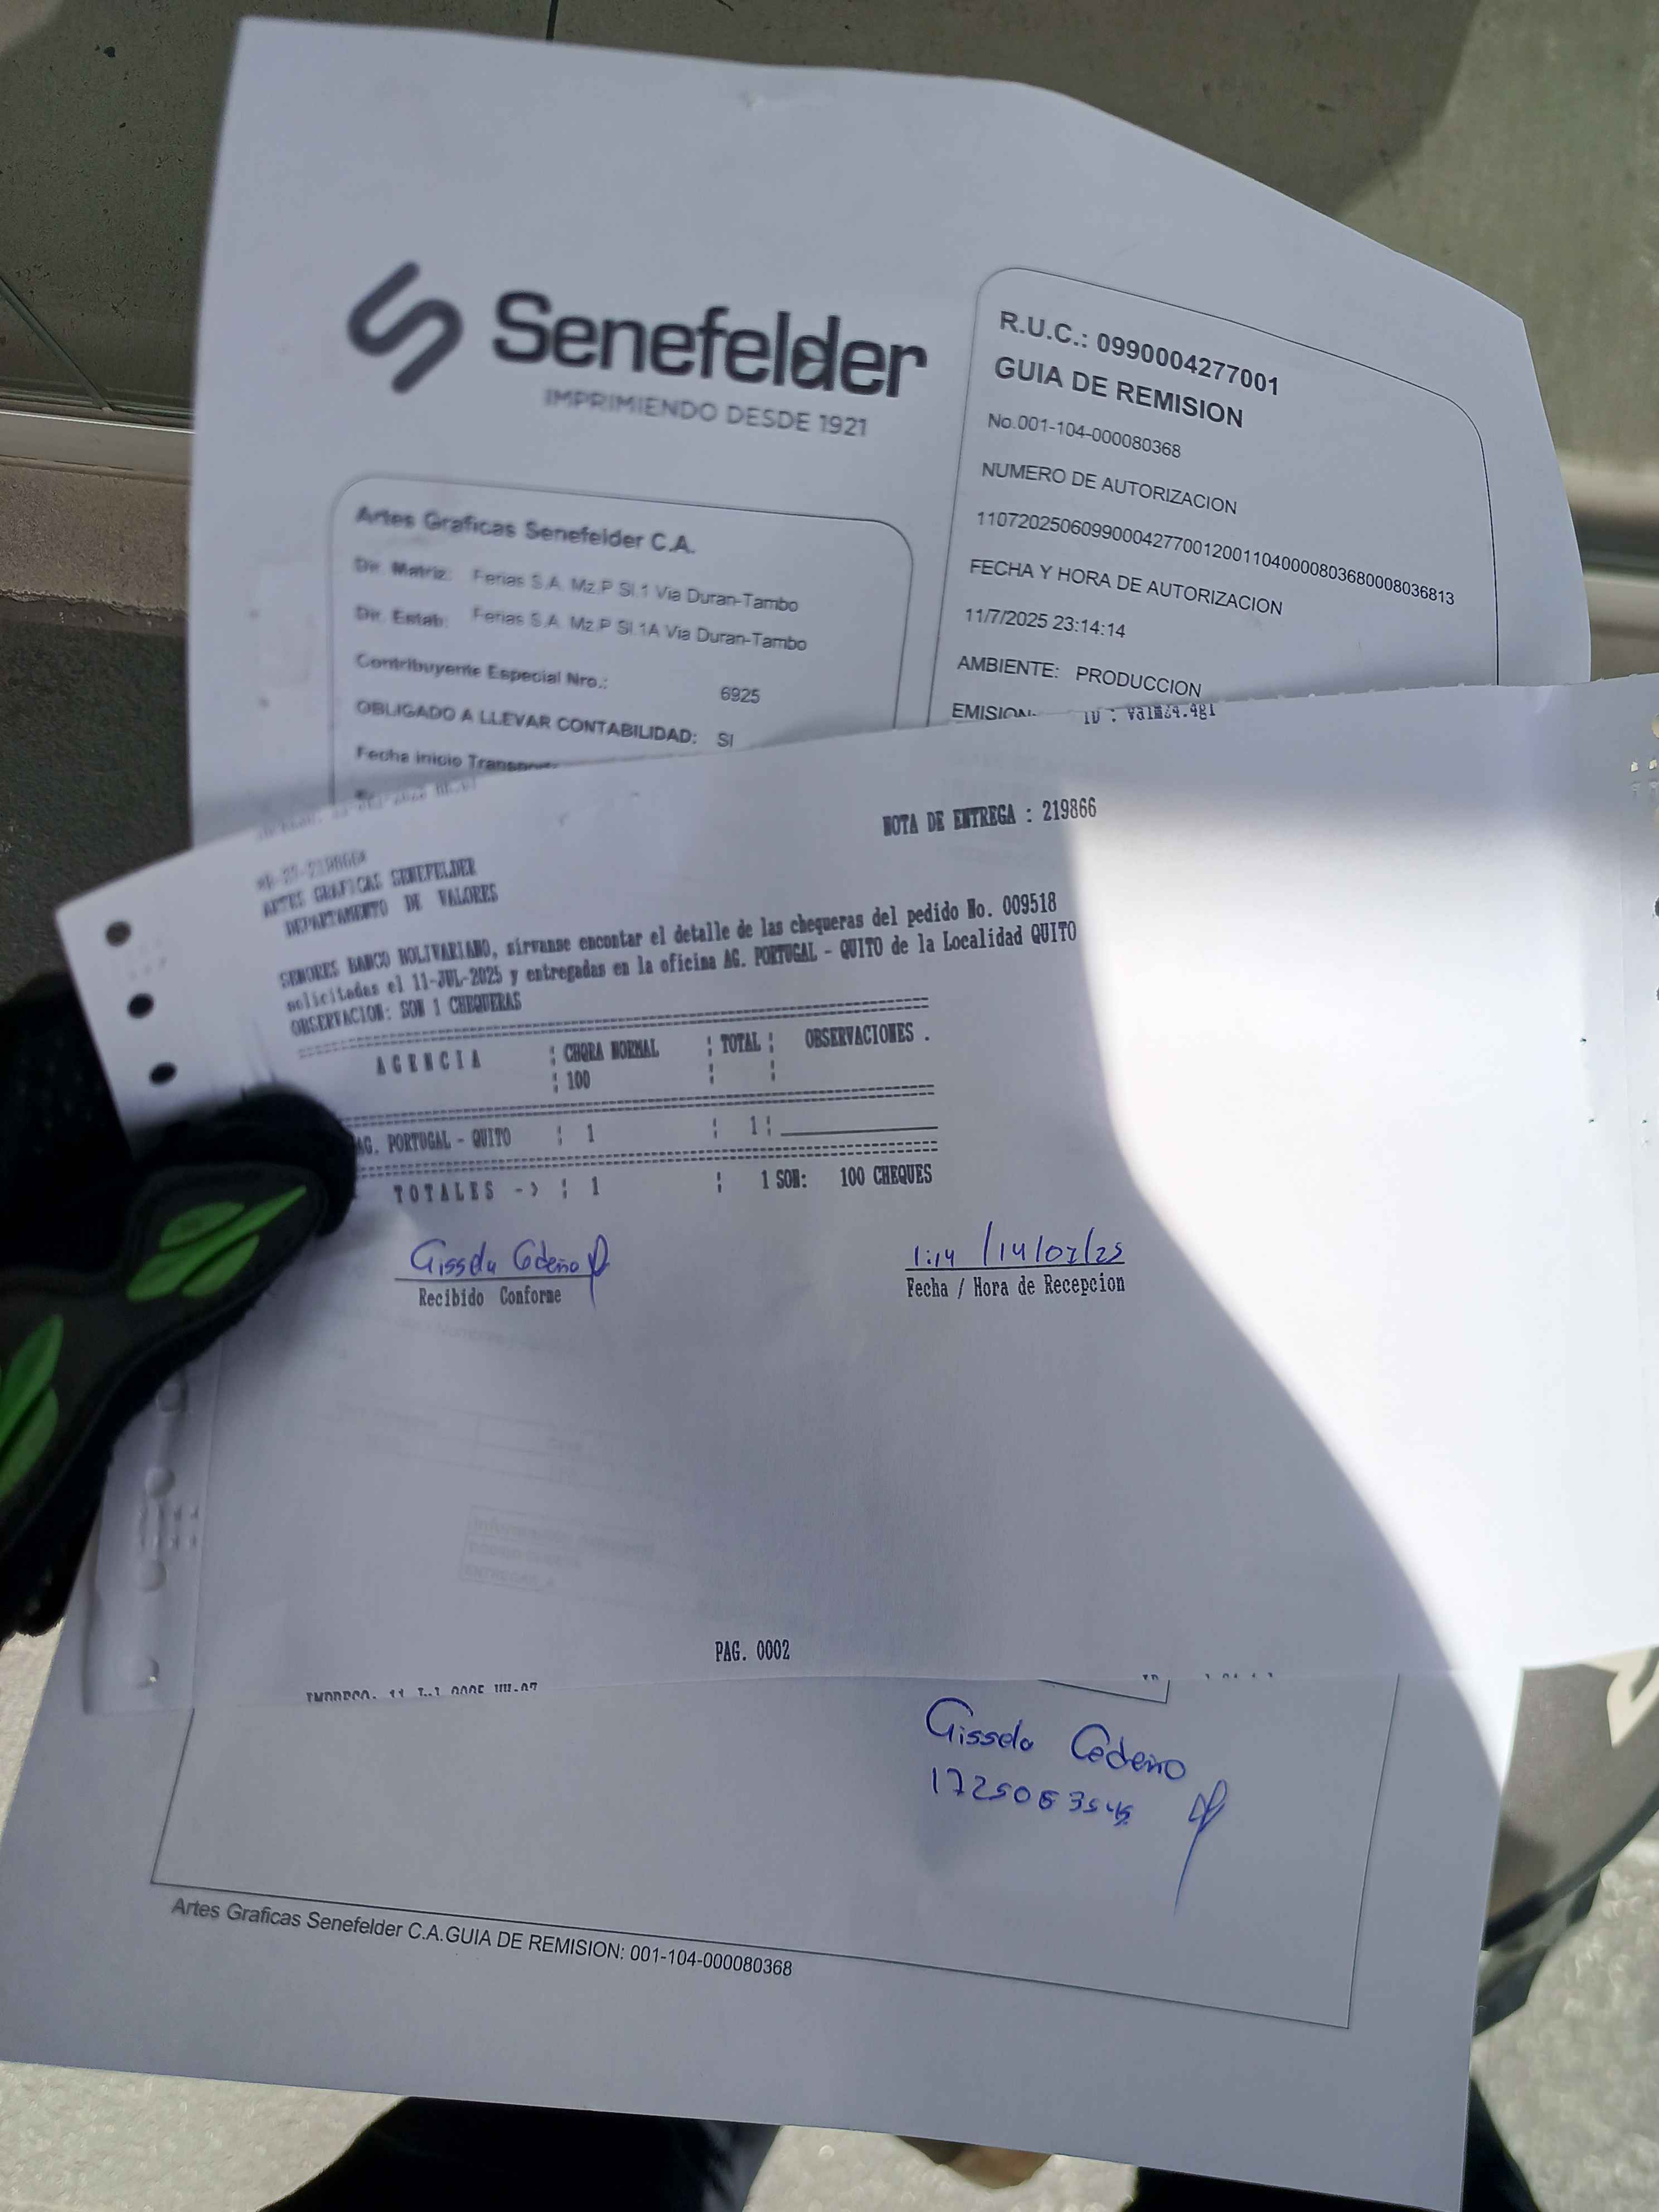 Senefelder
IMPRIMIENDO DESDE 1921
R.U.C.: 0990004277001
GUIA DE REMISION
No.001-104-000080368
NUMERO DE AUTORIZACION
1107202506099000427700120011040000803680008036813
FECHA Y HORA DE AUTORIZACION
11/7/2025 23:14:14
AMBIENTE: PRODUCCION
EMISION:
Artes Graficas Senefelder C.A.
Dir. Matriz: Ferias S.A. Mz.P Sl.1 Via Duran-Tambo
Dir. Estab: Ferias S.A. Mz.P Sl.1A Via Duran-Tambo
Contribuyente Especial Nro.: 6925
OBLIGADO A LLEVAR CONTABILIDAD: SI
Fecha inicio
NOTA DE ENTREGA : 219866
ARTES GRAFICAS SENEFELDER
DEPARTAMENTO DE VALORES
SENORES BANCO BOLIVARIANO, sirvanse encontar el detalle de las chequeras del pedido No. 009518
solicitadas el 11-JUL-2025 y entregadas en la oficina AG. PORTUGAL - QUITO de la Localidad QUITO
OBSERVACION: SON 1 CHEQUERAS
A G E N C I A ¦ CHQRA NORMAL ¦ TOTAL ¦ OBSERVACIONES .
¦ 100 ¦ ¦
AG. PORTUGAL - QUITO ¦ 1 ¦ 1¦
T O T A L E S -> ¦ 1 ¦ 1 SON: 100 CHEQUES
Gissela Cedeño
Recibido Conforme
1:14 /14/07/25
Fecha / Hora de Recepcion
PAG. 0002
Gissela Cedeño
Artes Graficas Senefelder C.A.GUIA DE REMISION: 001-104-000080368